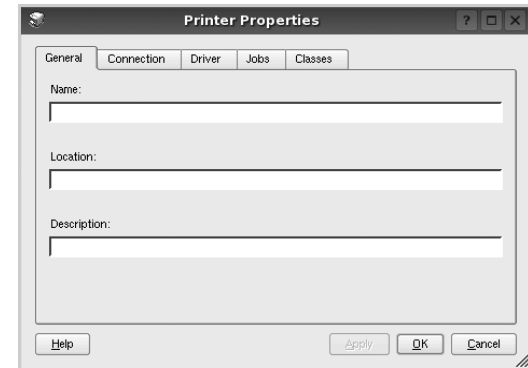 Printer Properties
?
General Connection Driver Jobs Classes
Name:
Location:
Description:
Help Apply OK Cancel